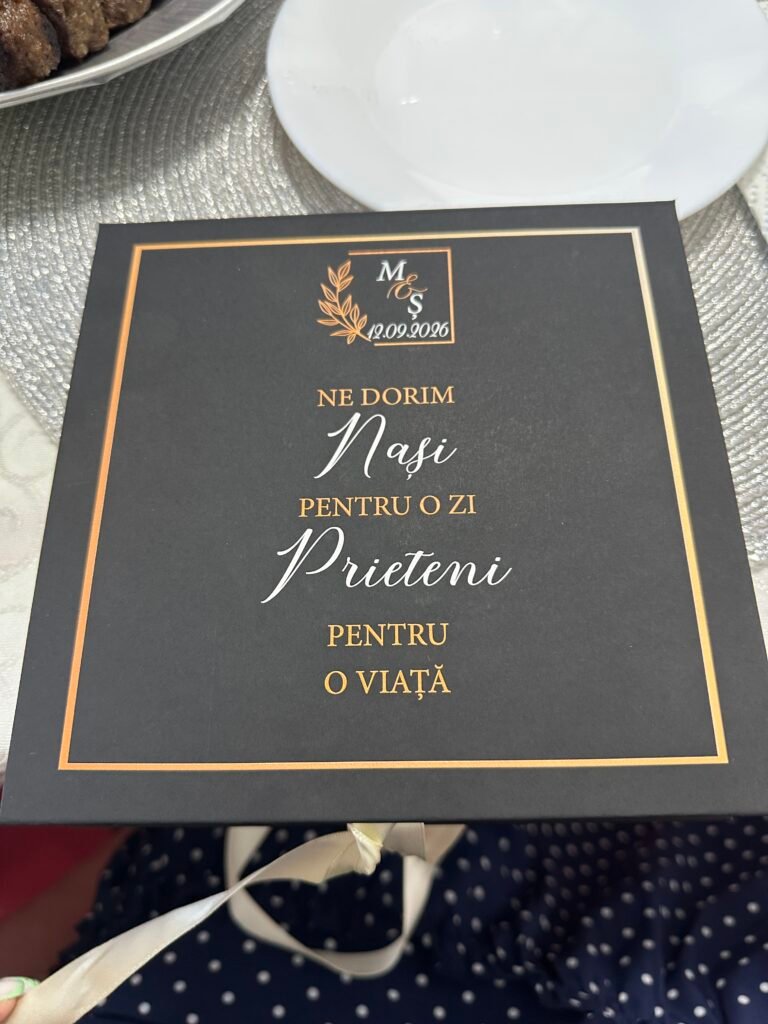 M
&
Ș
12.09.2026
NE DORIM
Nași
PENTRU O ZI
Prieteni
PENTRU
O VIAȚĂ